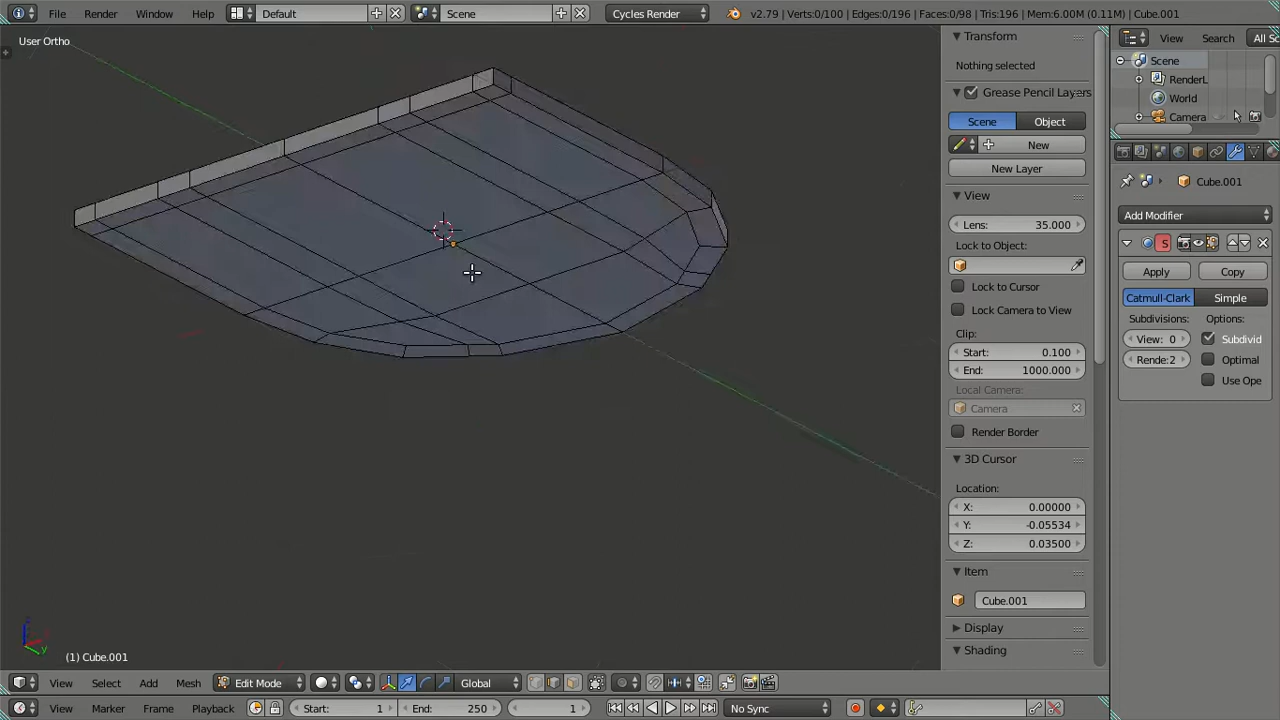 File Render Window Help Default Scene Cycles Render v2.79 | Verts:0/100 | Edges:0/196 | Faces:0/98 | Tris:196 | Mem:6.00M (0.11M) | Cube.001
User Ortho
(1) Cube.001
Transform
Nothing selected
Grease Pencil Layers
Scene Object
New
New Layer
View
Lens: 35.000
Lock to Object:
Lock to Cursor
Lock Camera to View
Clip:
Start: 0.100
End: 1000.000
Local Camera:
Camera
Render Border
3D Cursor
Location:
X: 0.00000
Y: -0.05534
Z: 0.03500
Item
Cube.001
Display
Shading
View Search All Sc
Scene
RenderL
World
Camera
Cube.001
Add Modifier
S
Apply Copy
Catmull-Clark Simple
Subdivisions: Options:
View: 0 Subdivid
Rende:2 Optimal
Use Ope
View Select Add Mesh Edit Mode Global
View Marker Frame Playback Start: 1 End: 250 1 No Sync